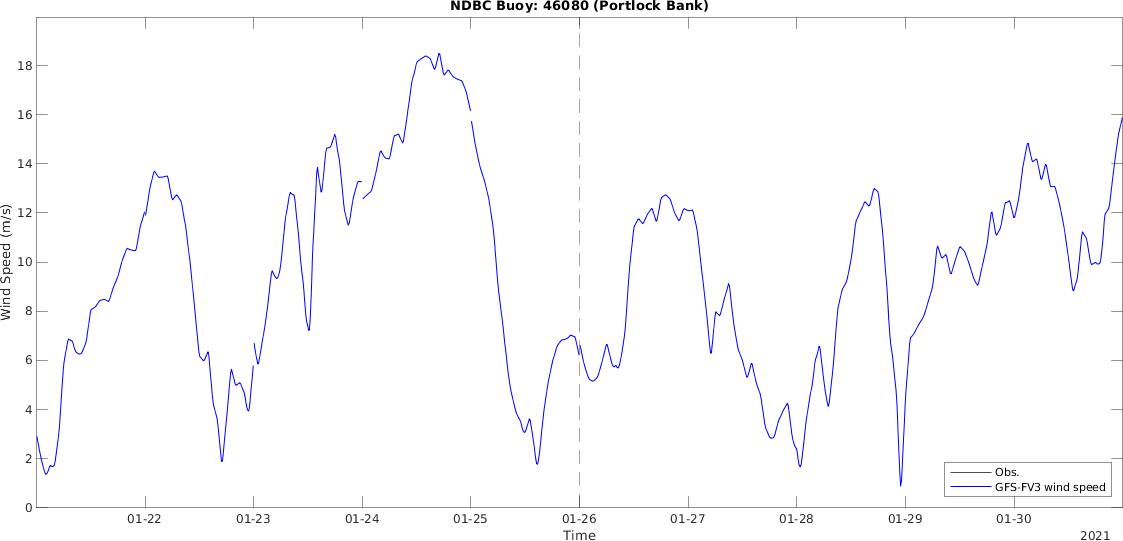 NDBC Buoy: 46080 (Portlock Bank)
Wind Speed (m/s)
18
16
14
12
10
8
6
4
2
0
01-22 01-23 01-24 01-25 01-26 01-27 01-28 01-29 01-30
Time
2021
Obs.
GFS-FV3 wind speed